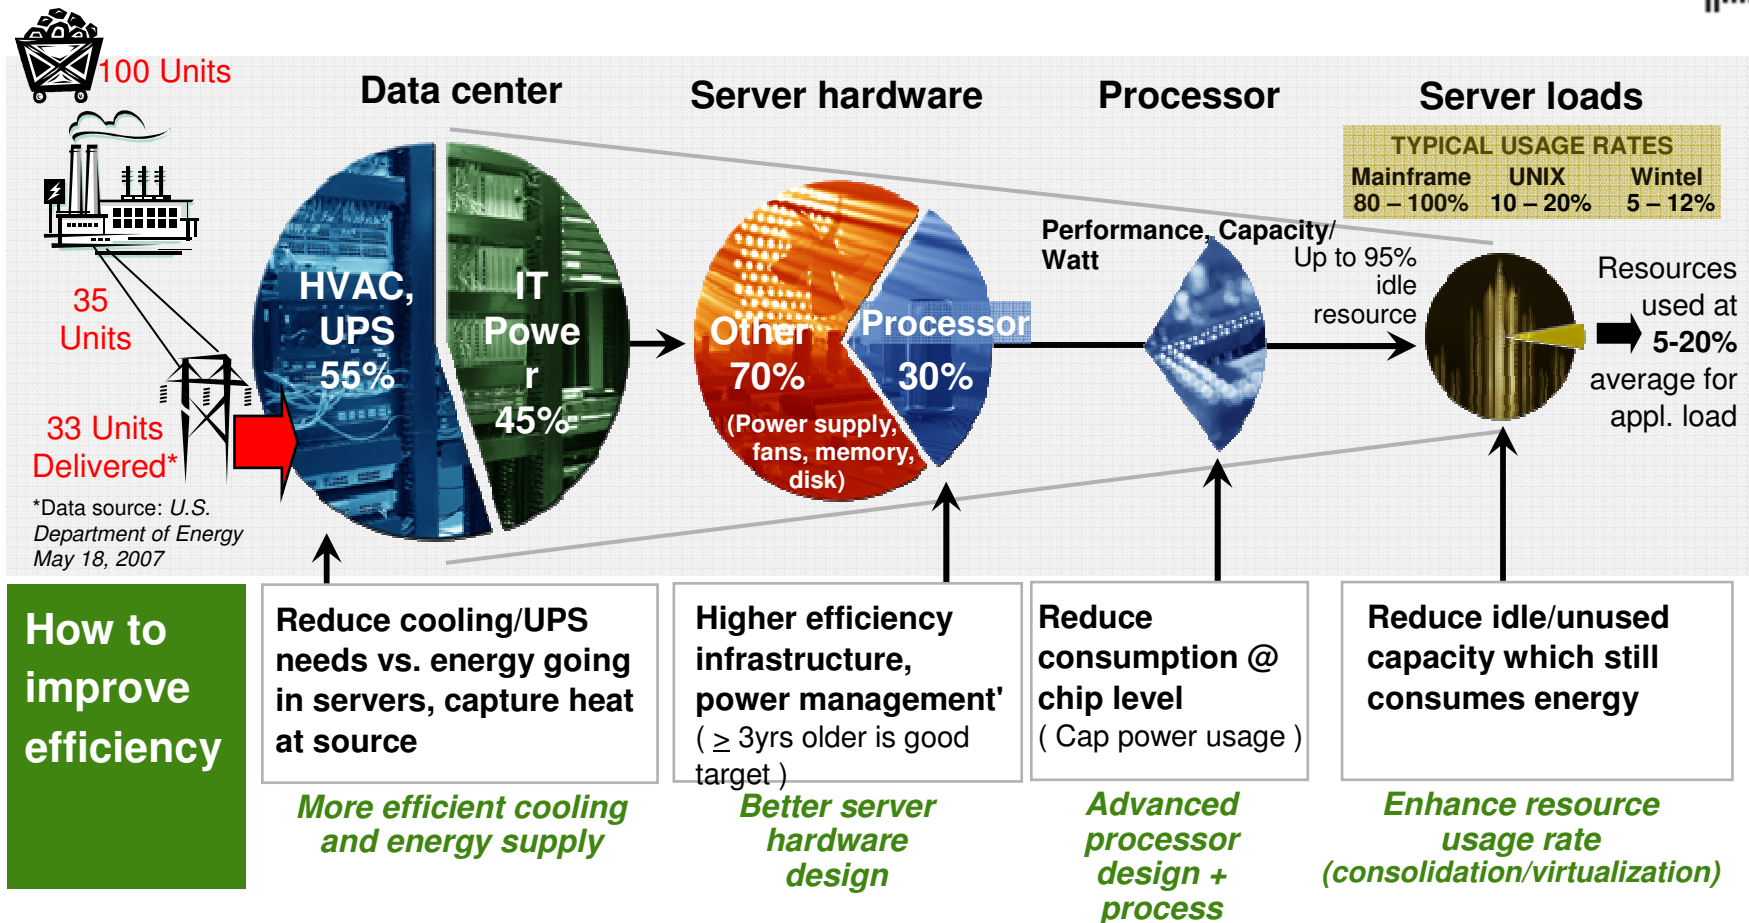 100 Units
35
Units
33 Units
Delivered*
*Data source: U.S.
Department of Energy
May 18, 2007
Data center
HVAC,
UPS
55%
IT
Powe
r
45%
Server hardware
Other
70%
(Power supply,
fans, memory,
disk)
Processor
30%
Processor
Performance, Capacity/
Watt
Server loads
TYPICAL USAGE RATES
Mainframe UNIX Wintel
80 – 100% 10 – 20% 5 – 12%
Up to 95%
idle
resource
Resources
used at
5-20%
average for
appl. load
How to
improve
efficiency
Reduce cooling/UPS
needs vs. energy going
in servers, capture heat
at source
More efficient cooling
and energy supply
Higher efficiency
infrastructure,
power management'
( ≥ 3yrs older is good
target )
Better server
hardware
design
Reduce
consumption @
chip level
( Cap power usage )
Advanced
processor
design +
process
Reduce idle/unused
capacity which still
consumes energy
Enhance resource
usage rate
(consolidation/virtualization)